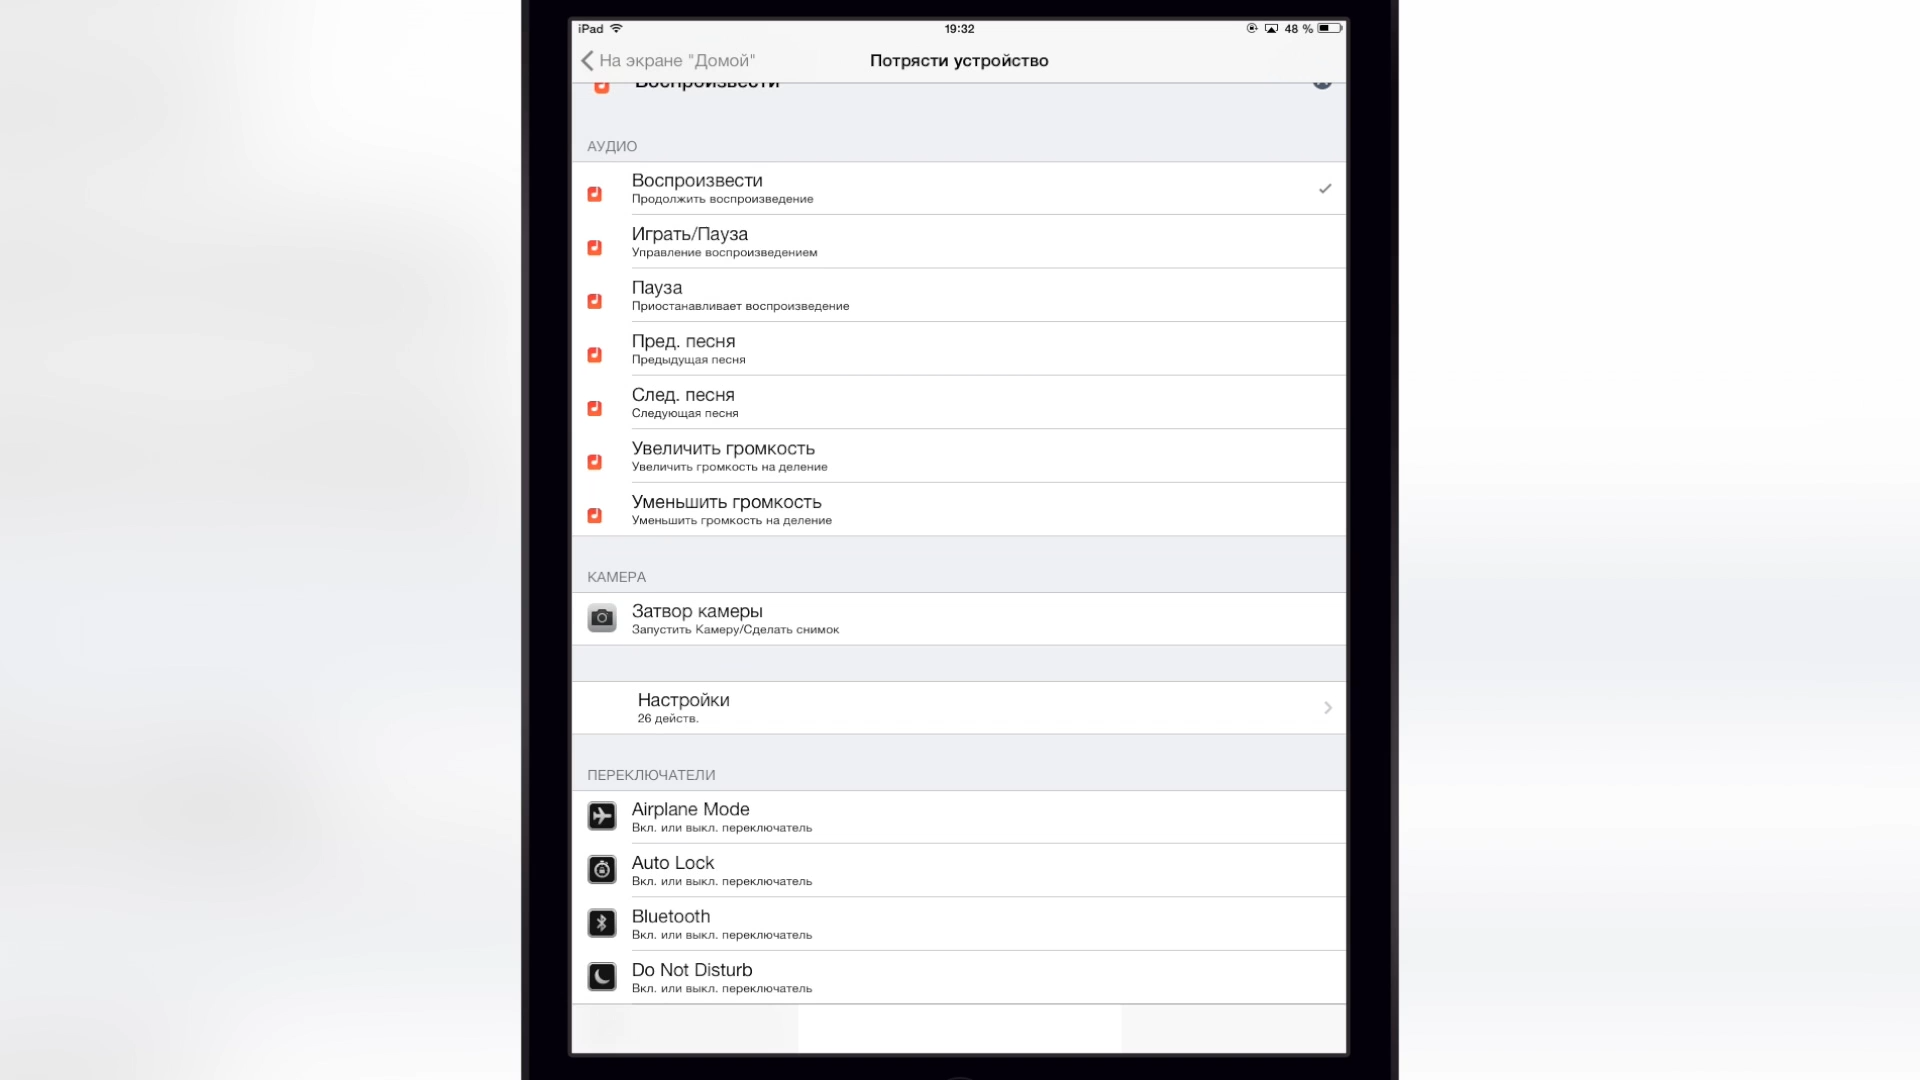 iPad
19:32
48 %
На экране "Домой"
Потрясти устройство
Воспроизвести
АУДИО
Воспроизвести
Продолжить воспроизведение
Играть/Пауза
Управление воспроизведением
Пауза
Приостанавливает воспроизведение
Пред. песня
Предыдущая песня
След. песня
Следующая песня
Увеличить громкость
Увеличить громкость на деление
Уменьшить громкость
Уменьшить громкость на деление
КАМЕРА
Затвор камеры
Запустить Камеру/Сделать снимок
Настройки
26 действ.
ПЕРЕКЛЮЧАТЕЛИ
Airplane Mode
Вкл. или выкл. переключатель
Auto Lock
Вкл. или выкл. переключатель
Bluetooth
Вкл. или выкл. переключатель
Do Not Disturb
Вкл. или выкл. переключатель